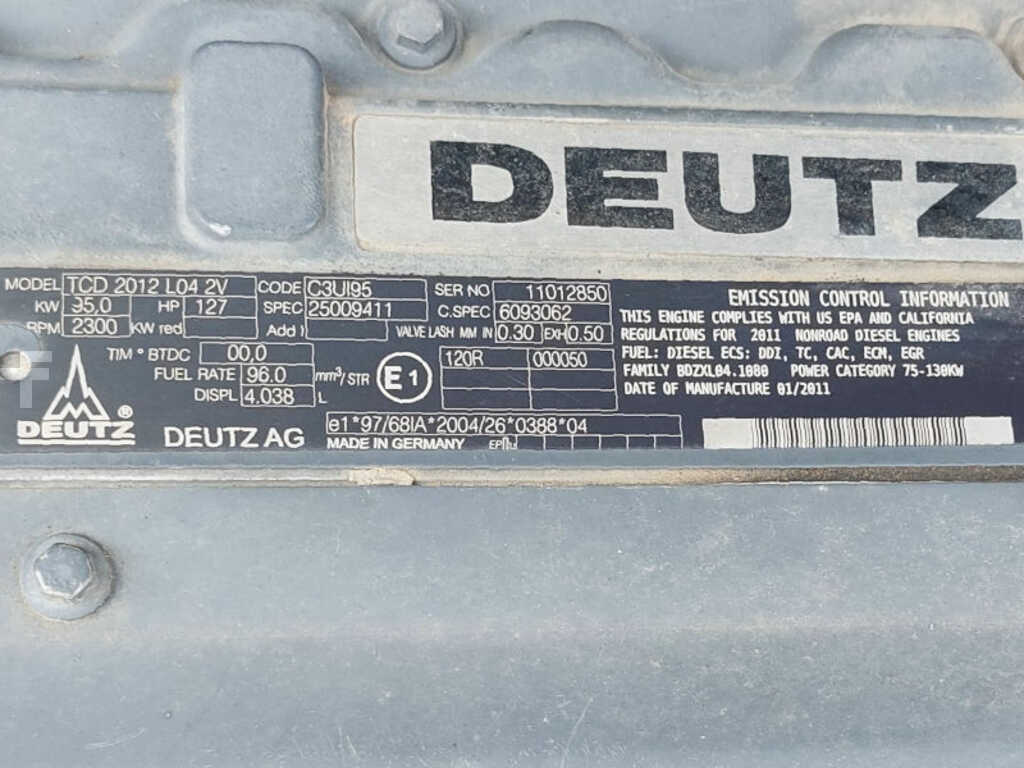 DEUTZ
MODEL TCD 2012 L04 2V CODE C3UI95 SER NO 11012850
KW 95,0 HP 127 SPEC 25009411 C.SPEC 6093062
RPM 2300 KW red Add 1 VALVE LASH MM IN 0.30 EXH 0.50
TIM ° BTDC 00,0 120R 000050
FUEL RATE 96.0 mm³/STR E1
DISPL 4.038 L
DEUTZ ® DEUTZ AG e1*97/68IA*2004/26*0388*04
MADE IN GERMANY
EMISSION CONTROL INFORMATION
THIS ENGINE COMPLIES WITH US EPA AND CALIFORNIA
REGULATIONS FOR 2011 NONROAD DIESEL ENGINES
FUEL: DIESEL ECS: DDI, TC, CAC, ECM, EGR
FAMILY BDZXL04.1080 POWER CATEGORY 75-130KW
DATE OF MANUFACTURE 01/2011